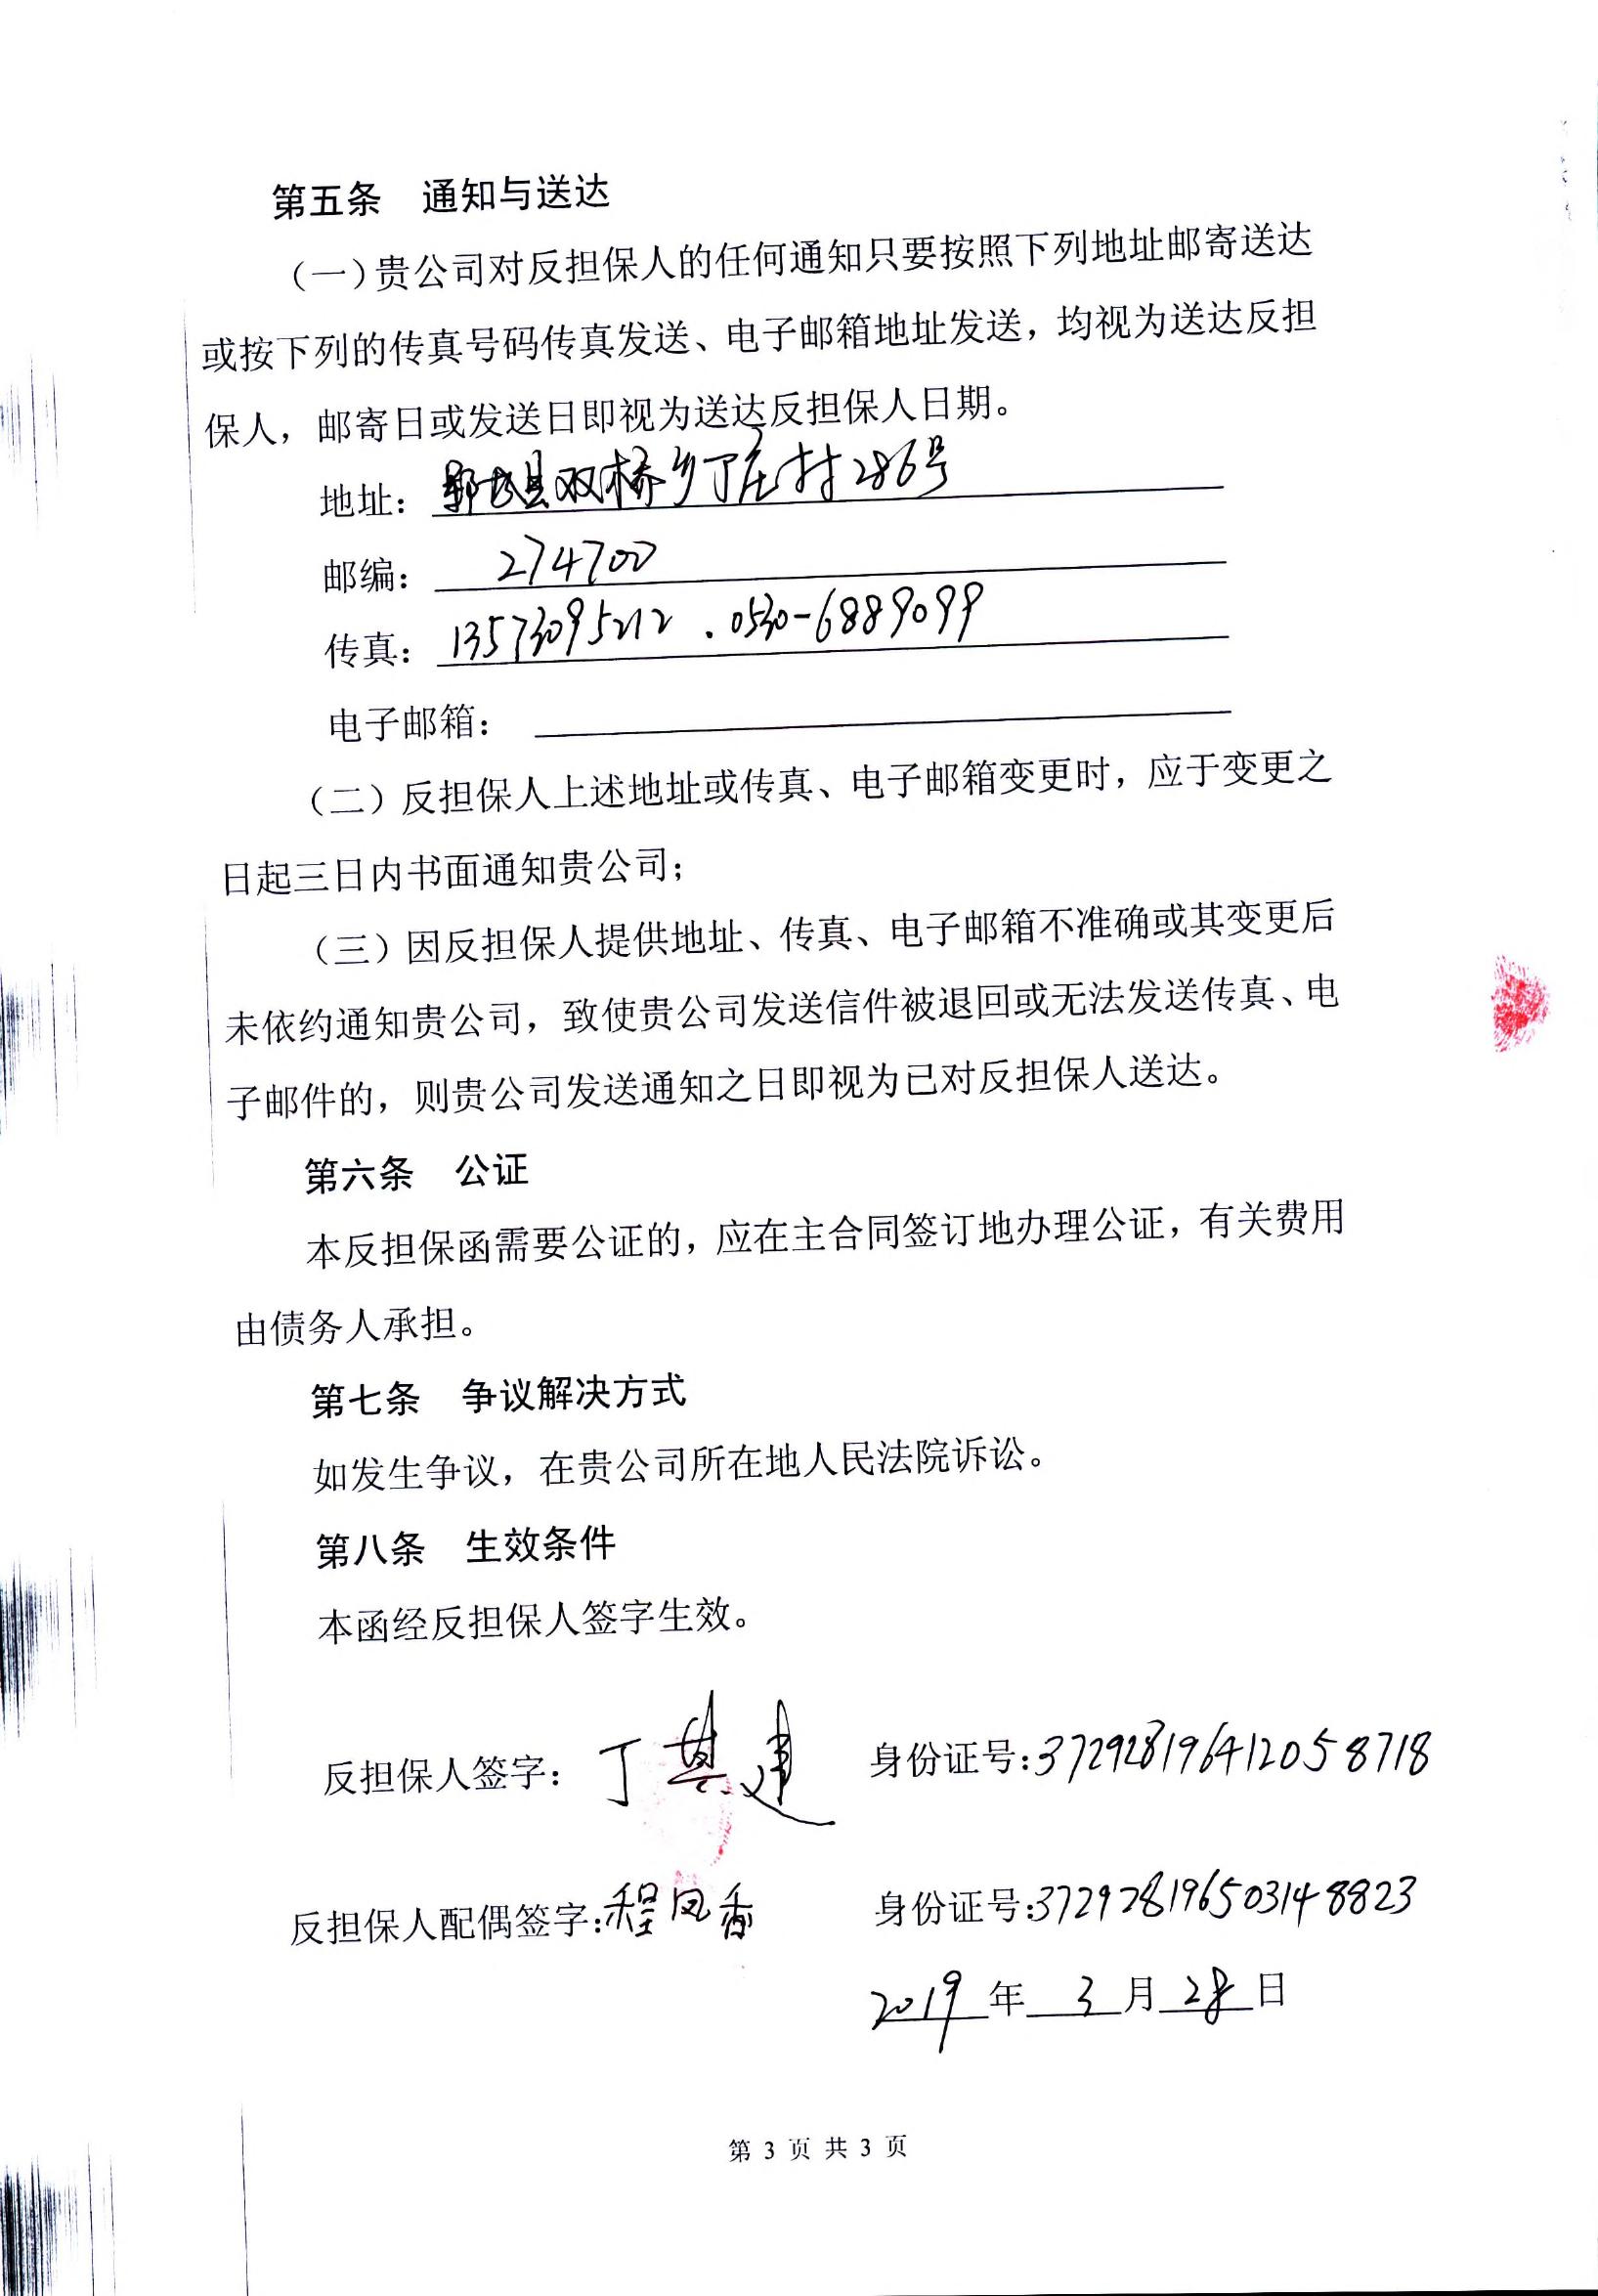 第五条 通知与送达
（一）贵公司对反担保人的任何通知只要按照下列地址邮寄送达
或按下列的传真号码传真发送、电子邮箱地址发送，均视为送达反担
保人，邮寄日或发送日即视为送达反担保人日期。
地址：鄄城县双桥乡丁庄村286号
邮编：274700
传真：13573095212 . 0530-6889099
电子邮箱：
（二）反担保人上述地址或传真、电子邮箱变更时，应于变更之
日起三日内书面通知贵公司；
（三）因反担保人提供地址、传真、电子邮箱不准确或其变更后
未依约通知贵公司，致使贵公司发送信件被退回或无法发送传真、电
子邮件的，则贵公司发送通知之日即视为已对反担保人送达。
第六条 公证
本反担保函需要公证的，应在主合同签订地办理公证，有关费用
由债务人承担。
第七条 争议解决方式
如发生争议，在贵公司所在地人民法院诉讼。
第八条 生效条件
本函经反担保人签字生效。
反担保人签字：丁其建 身份证号：372928196412058718
反担保人配偶签字：程凤香 身份证号：372928196503148823
2019年3月28日
第 3 页 共 3 页